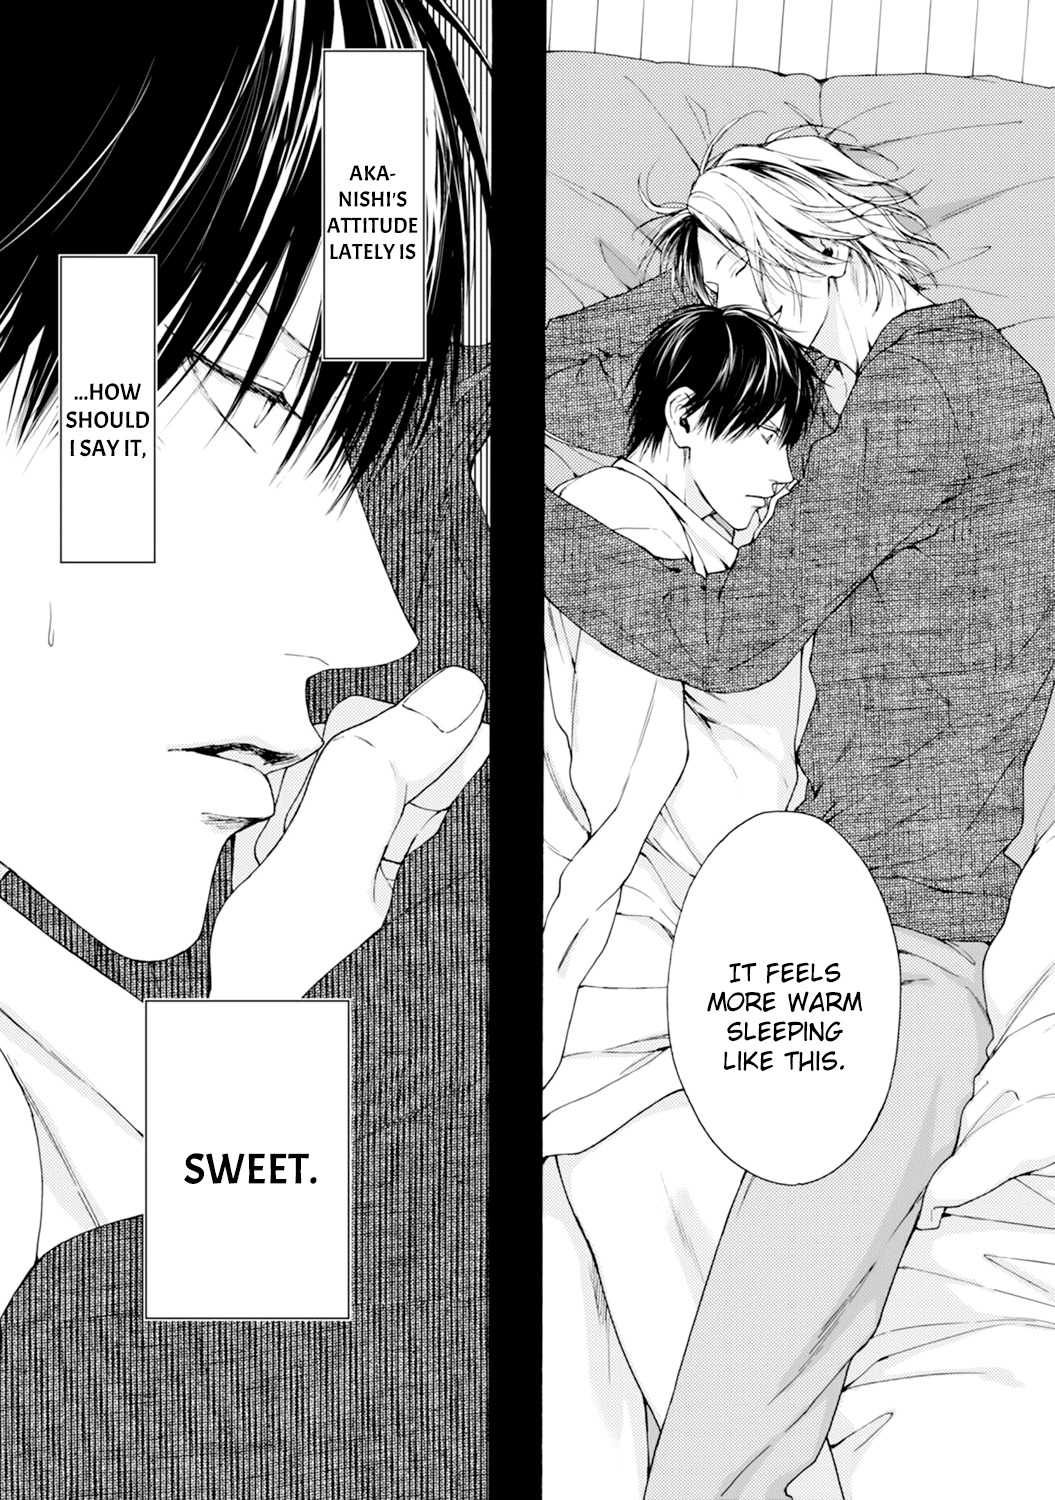 IT FEELS
MORE WARM
SLEEPING
LIKE THIS.
AKA-
NISHI'S
ATTITUDE
LATELY IS
...HOW
SHOULD
I SAY IT,
SWEET.